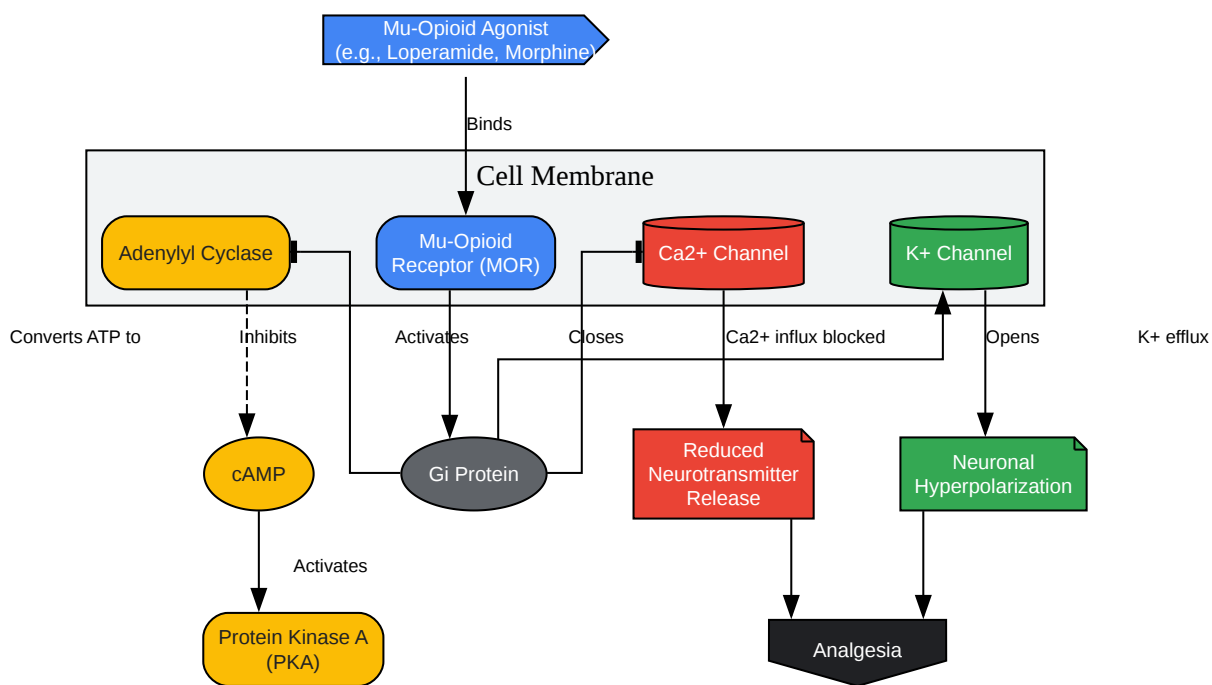 Mu-Opioid Agonist
(e.g., Loperamide, Morphine)
Binds
Cell Membrane
Adenylyl Cyclase
Mu-Opioid
Receptor (MOR)
Ca2+ Channel
K+ Channel
Converts ATP to
Inhibits
Activates
Closes
Ca2+ influx blocked
Opens
K+ efflux
cAMP
Gi Protein
Reduced
Neurotransmitter
Release
Neuronal
Hyperpolarization
Activates
Protein Kinase A
(PKA)
Analgesia